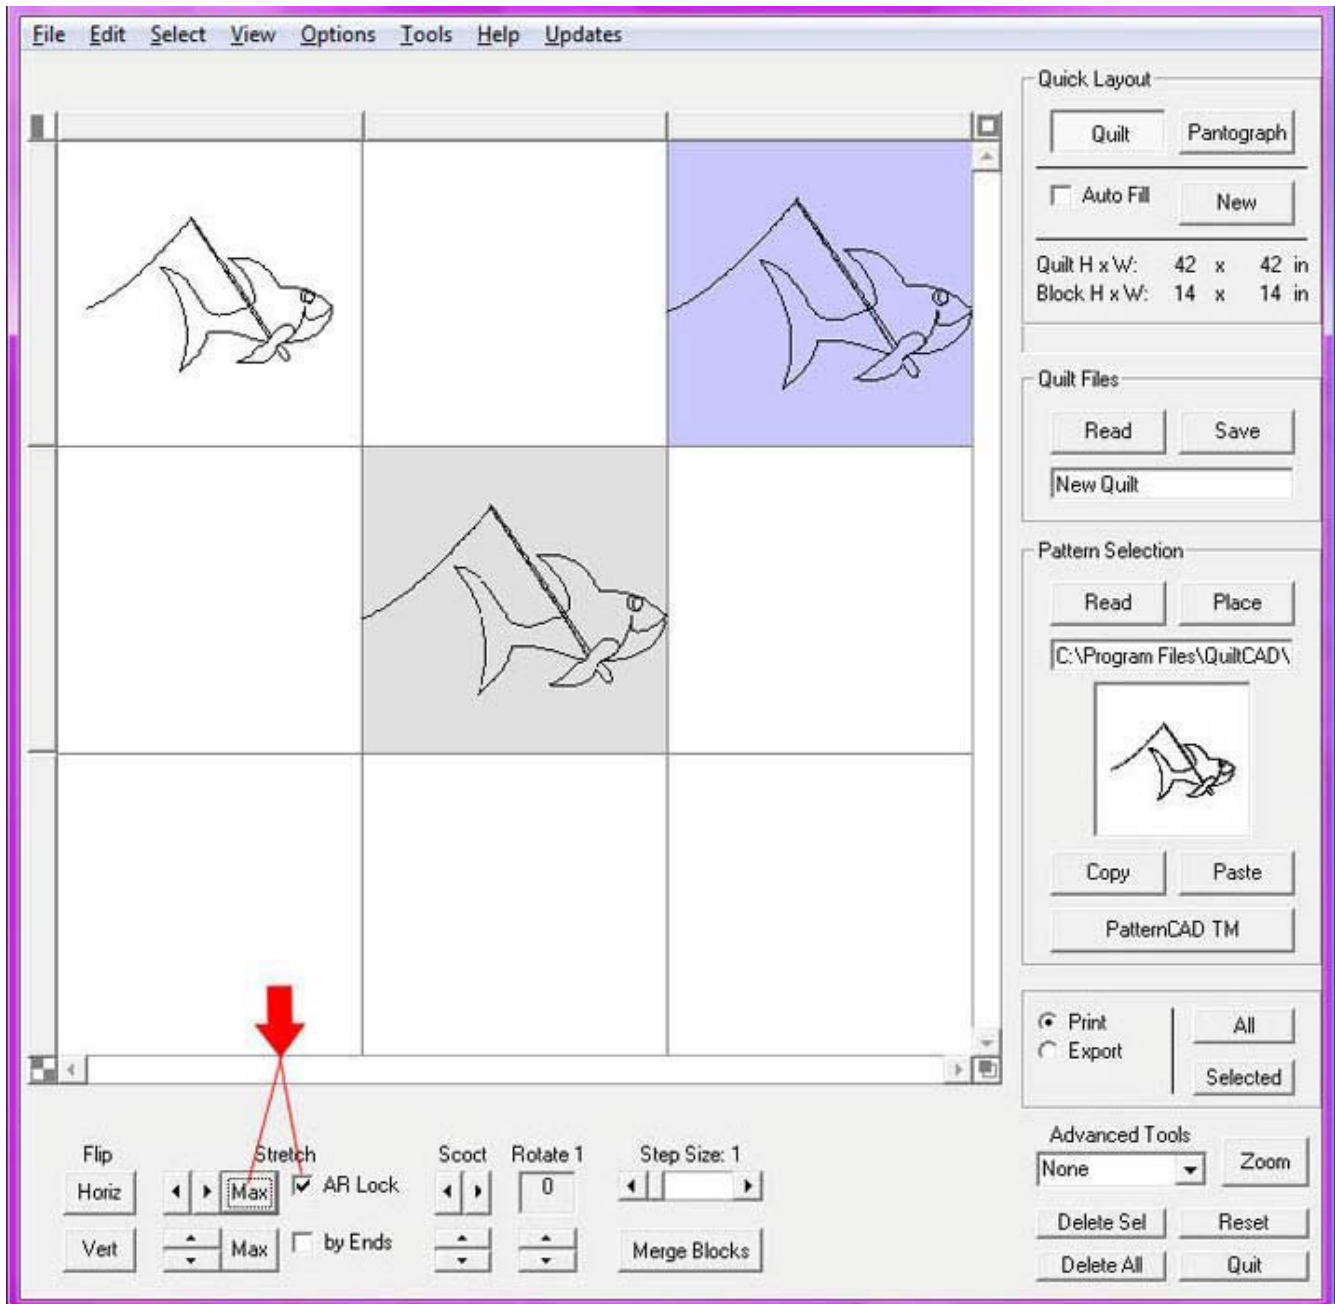 File Edit Select View Options Tools Help Updates
Quick Layout
Quilt Pantograph
Auto Fill New
Quilt H x W: 42 x 42 in
Block H x W: 14 x 14 in
Quilt Files
Read Save
New Quilt
Pattern Selection
Read Place
C:\Program Files\QuiltCAD\
Copy Paste
PatternCAD TM
Print All
Export
Selected
Flip Stretch Scoct Rotate 1 Step Size: 1
Horiz Max AR Lock 0
Vert Max by Ends Merge Blocks
Advanced Tools
None Zoom
Delete Sel Reset
Delete All Quit